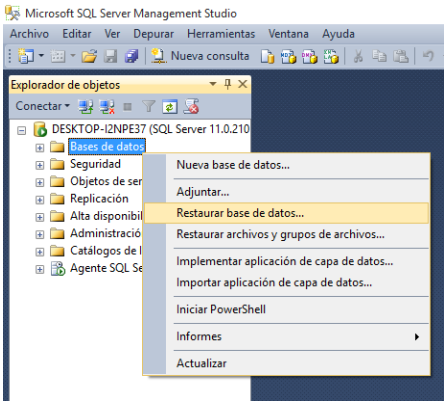 Microsoft SQL Server Management Studio
Archivo Editar Ver Depurar Herramientas Ventana Ayuda
Nueva consulta
Explorador de objetos
Conectar
DESKTOP-I2NPE37 (SQL Server 11.0.210
Bases de datos
Seguridad
Objetos de ser
Replicación
Alta disponibil
Administració
Catálogos de I
Agente SQL Se
Nueva base de datos...
Adjuntar...
Restaurar base de datos...
Restaurar archivos y grupos de archivos...
Implementar aplicación de capa de datos...
Importar aplicación de capa de datos...
Iniciar PowerShell
Informes
Actualizar